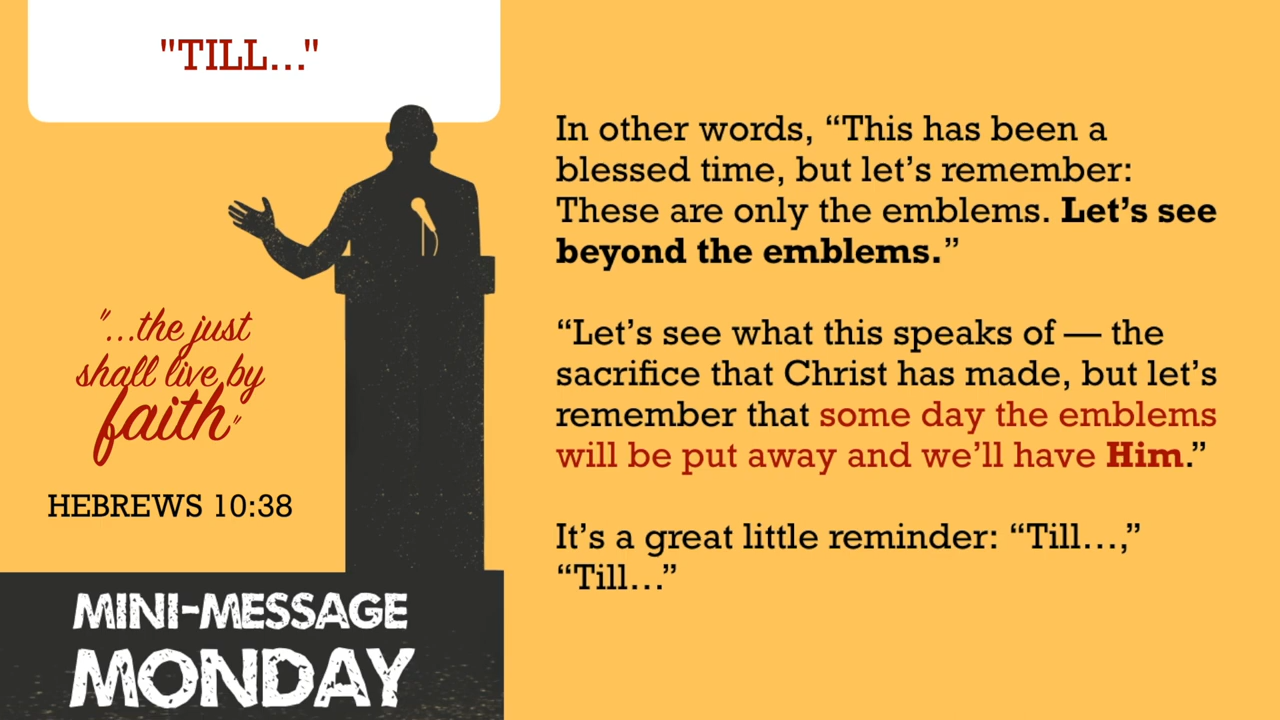 "TILL..."
"...the just
shall live by
faith"
HEBREWS 10:38
MINI-MESSAGE
MONDAY
In other words, “This has been a
blessed time, but let’s remember:
These are only the emblems. Let’s see
beyond the emblems.”
“Let’s see what this speaks of — the
sacrifice that Christ has made, but let’s
remember that some day the emblems
will be put away and we’ll have Him.”
It’s a great little reminder: “Till...,”
“Till...”